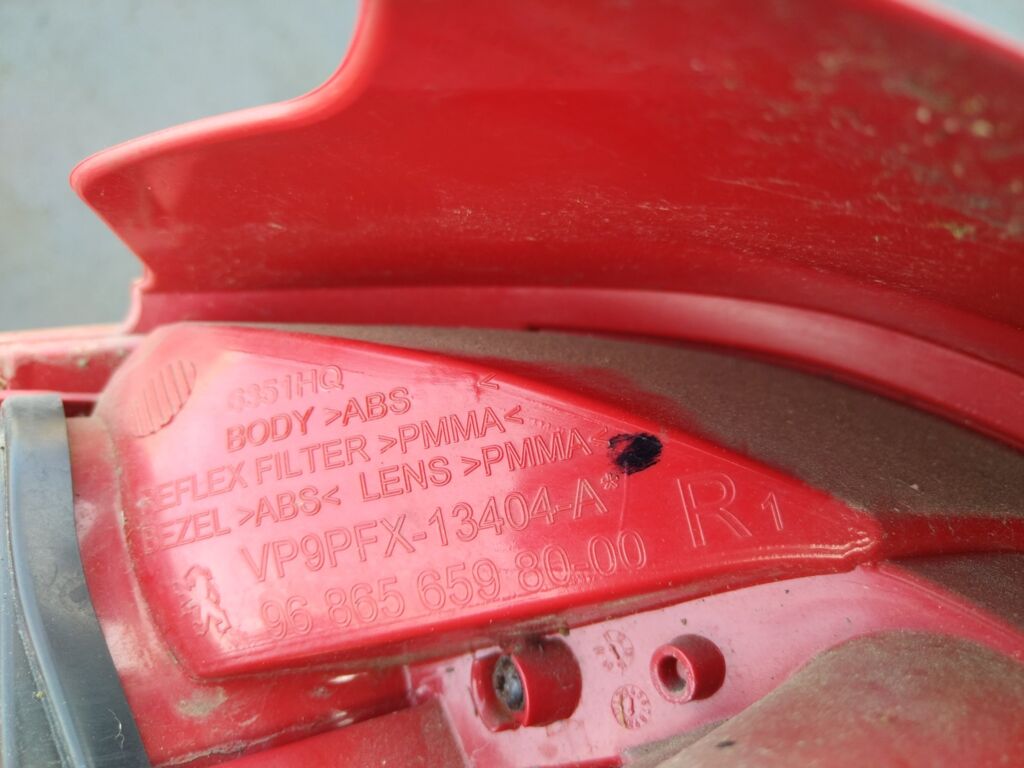 6351HQ
BODY >ABS <
REFLEX FILTER >PMMA<
BEZEL >ABS< LENS >PMMA<
VP9PFX-13404-A*
96 865 659 80-00
R1